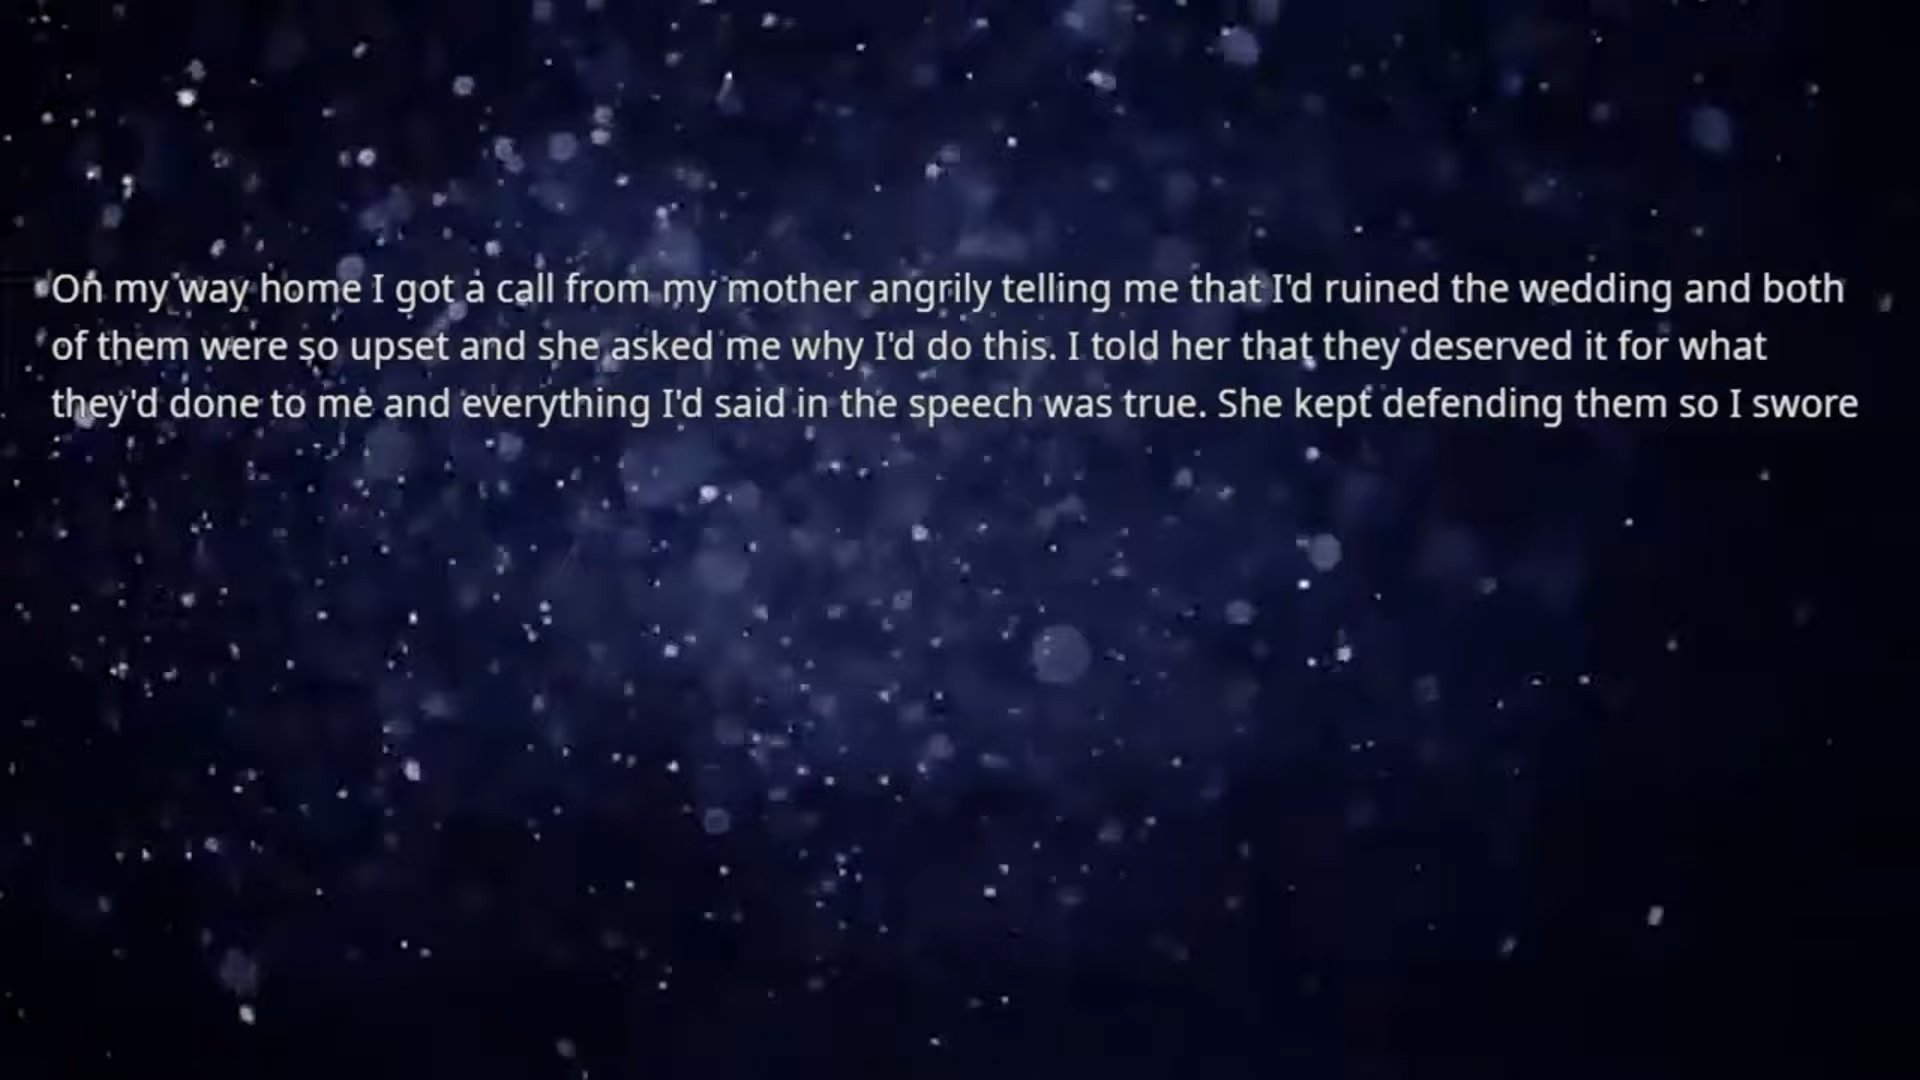 On my way home I got a call from my mother angrily telling me that I'd ruined the wedding and both
of them were so upset and she asked me why I'd do this. I told her that they deserved it for what
they'd done to me and everything I'd said in the speech was true. She kept defending them so I swore